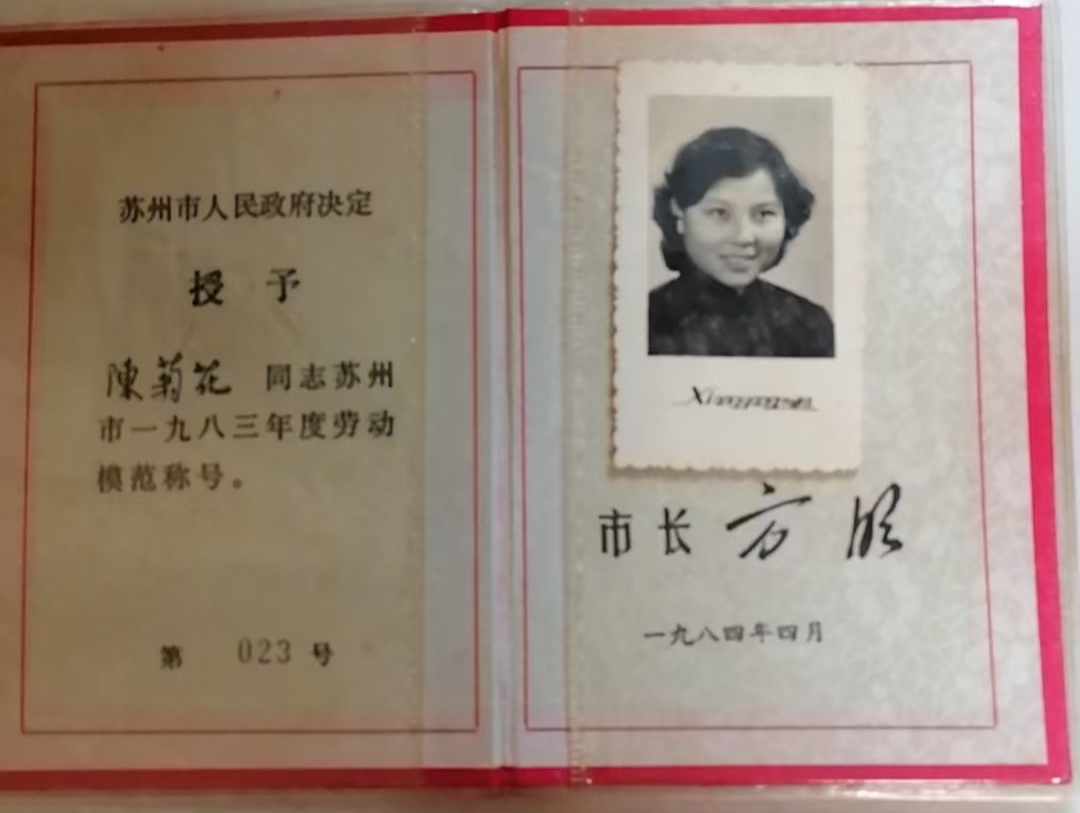 苏州市人民政府决定
授 予
陳菊花 同志苏州
市一九八三年度劳动
模范称号。
第 023 号
市长 方明
一九八四年四月